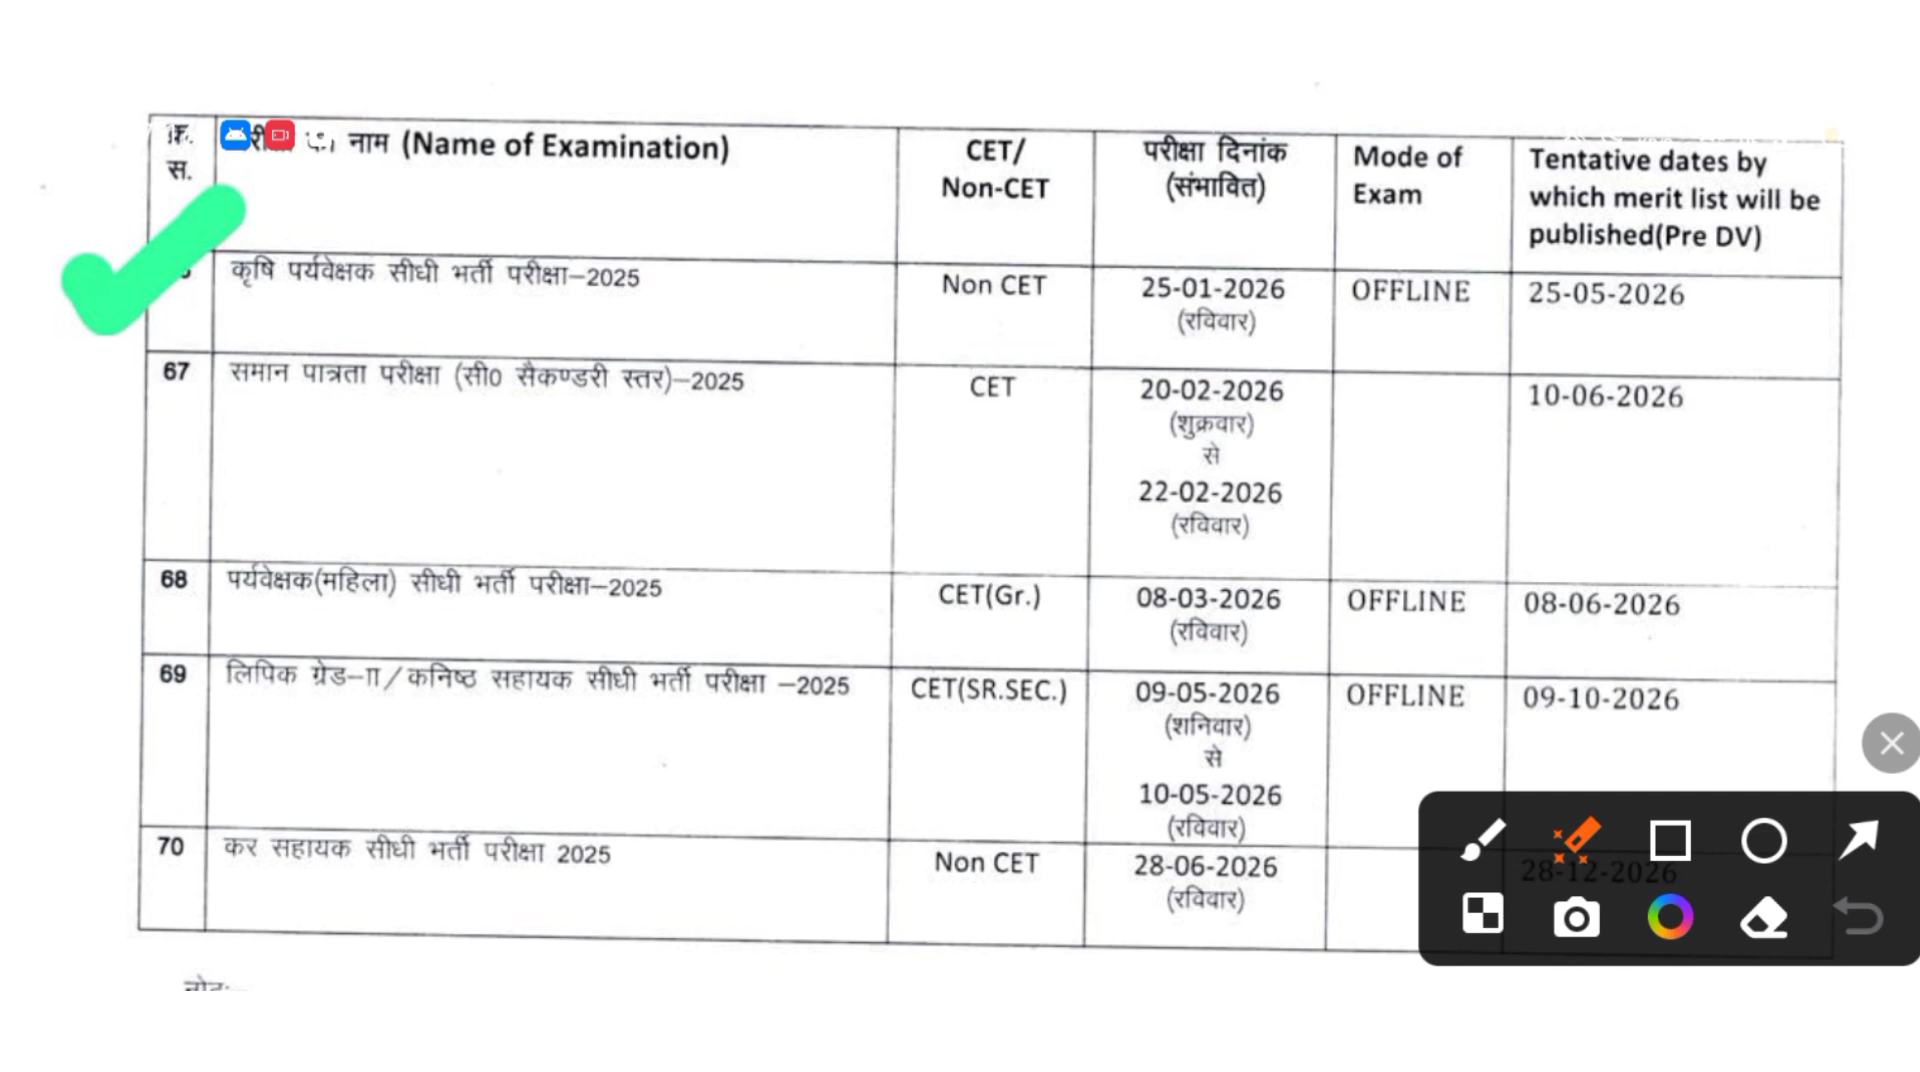 क्र. नाम (Name of Examination) CET/ परीक्षा दिनांक Mode of Tentative dates by
स. Non-CET (संभावित) Exam which merit list will be
published(Pre DV)
कृषि पर्यवेक्षक सीधी भर्ती परीक्षा–2025 Non CET 25-01-2026 OFFLINE 25-05-2026
(रविवार)
67 समान पात्रता परीक्षा (सी0 सैकण्डरी स्तर)–2025 CET 20-02-2026 10-06-2026
(शुक्रवार)
से
22-02-2026
(रविवार)
68 पर्यवेक्षक(महिला) सीधी भर्ती परीक्षा–2025 CET(Gr.) 08-03-2026 OFFLINE 08-06-2026
(रविवार)
69 लिपिक ग्रेड–II/कनिष्ठ सहायक सीधी भर्ती परीक्षा –2025 CET(SR.SEC.) 09-05-2026 OFFLINE 09-10-2026
(शनिवार)
से
10-05-2026
(रविवार)
70 कर सहायक सीधी भर्ती परीक्षा 2025 Non CET 28-06-2026 28-12-2026
(रविवार)